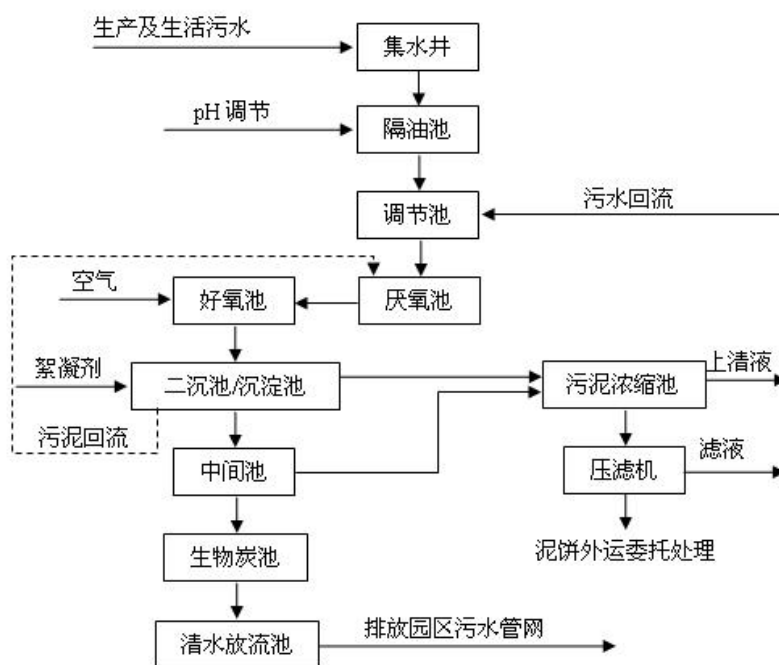 生产及生活污水
集水井
pH 调节
隔油池
调节池
污水回流
空气
好氧池
厌氧池
絮凝剂
二沉池/沉淀池
污泥浓缩池
上清液
污泥回流
中间池
压滤机
滤液
生物炭池
泥饼外运委托处理
清水放流池
排放园区污水管网